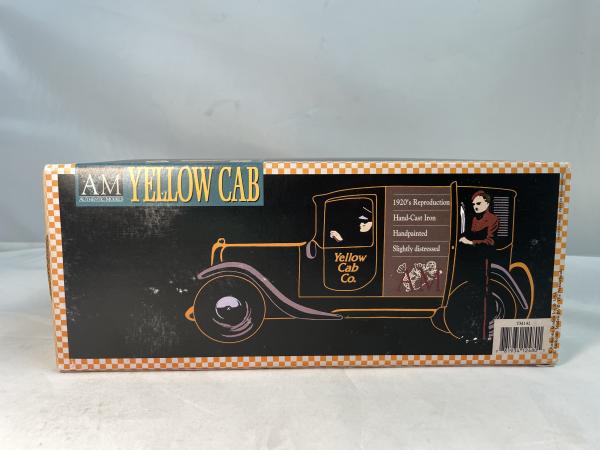 AM
AUTHENTIC MODELS
YELLOW CAB
1920's Reproduction
Hand-Cast Iron
Handpainted
Slightly distressed
Yellow
Cab
Co.